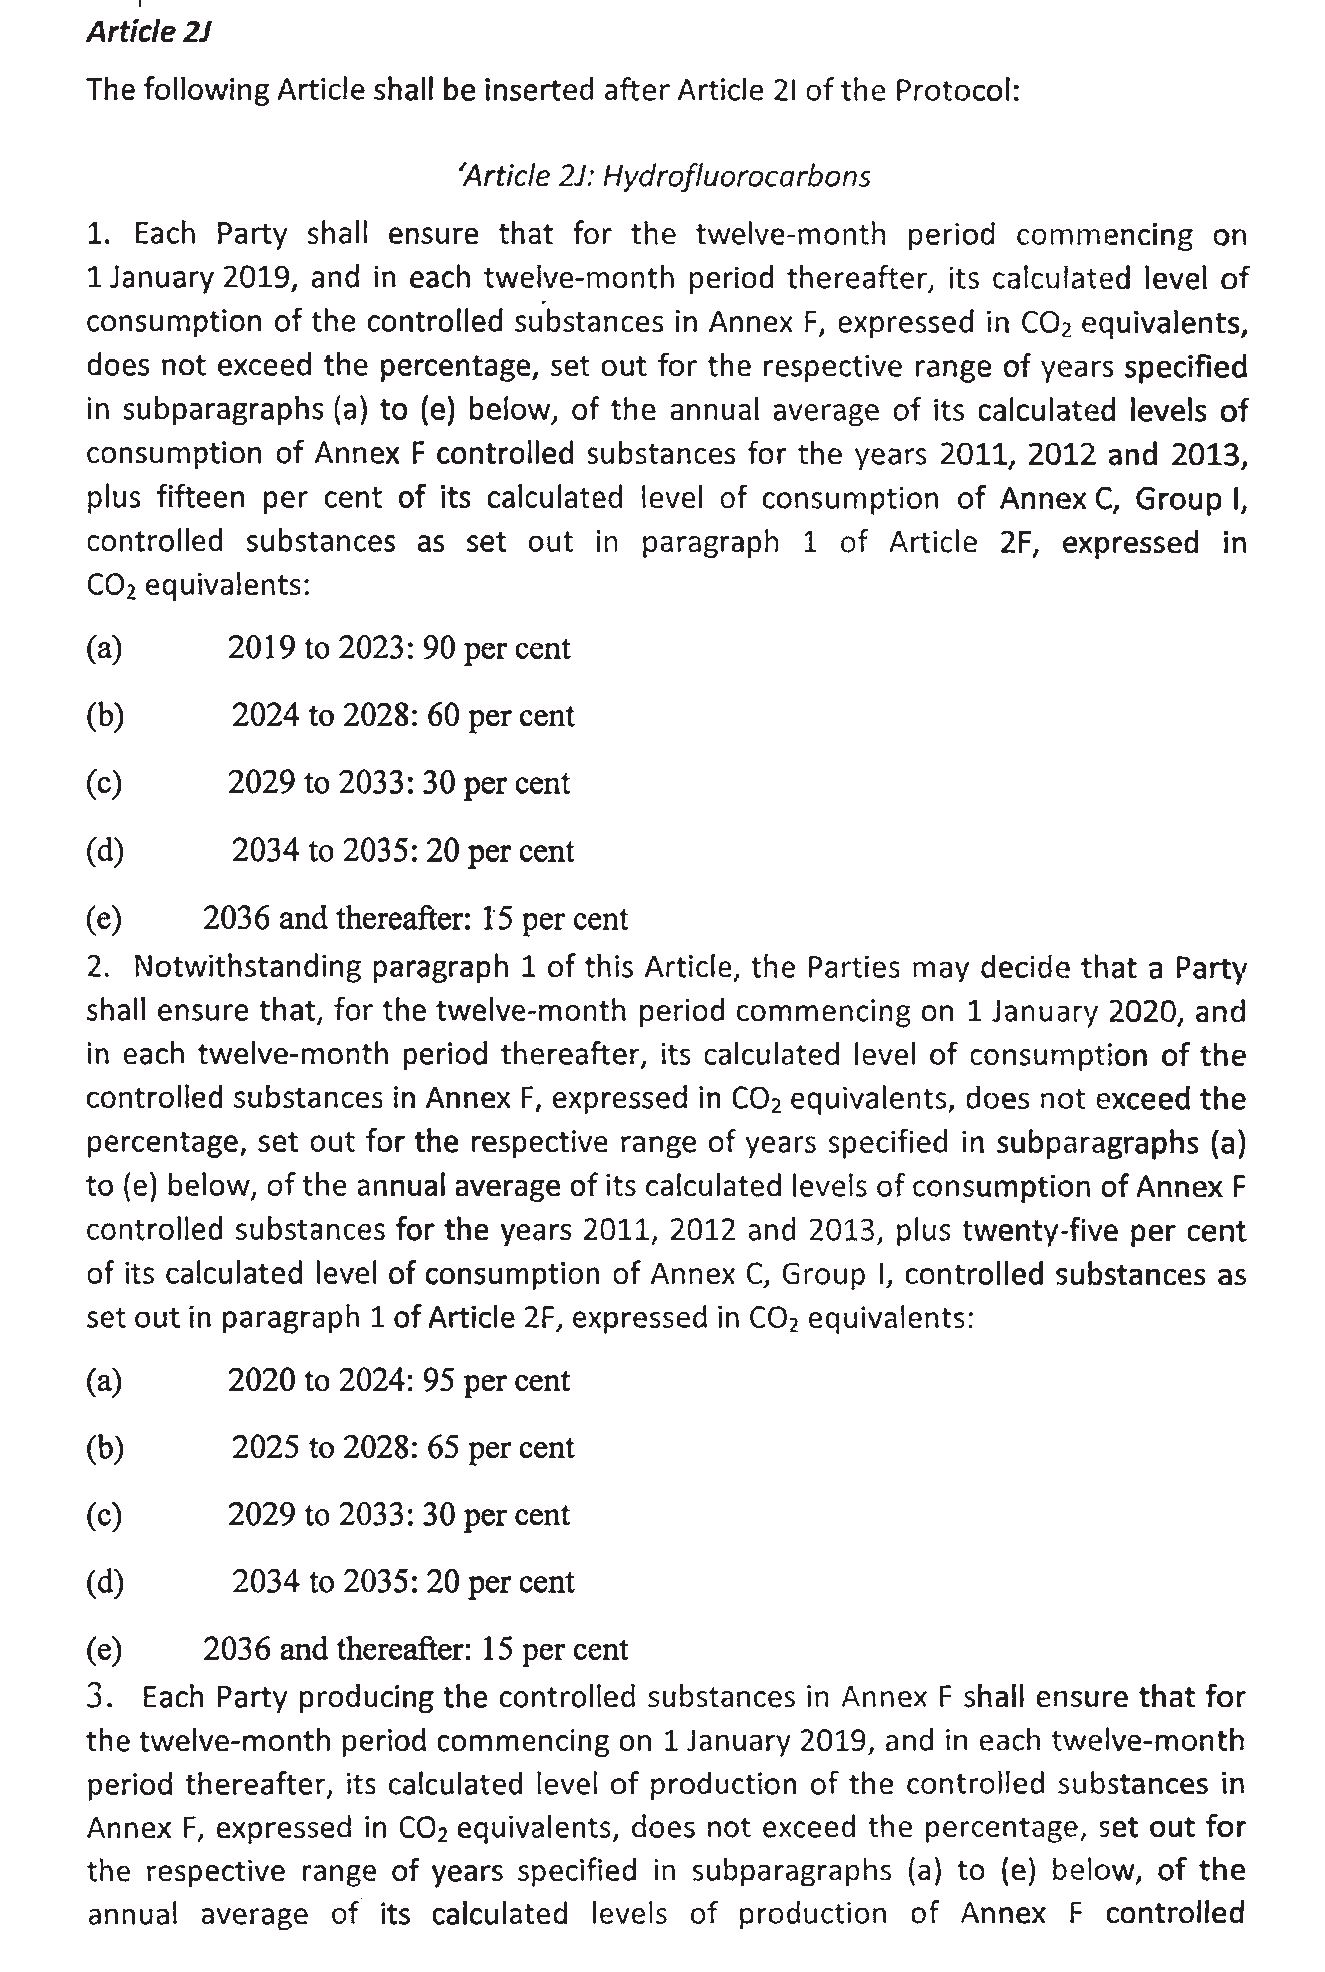 Article 2J
The following Article shall be inserted after Article 2I of the Protocol:
‘Article 2J: Hydrofluorocarbons
1. Each Party shall ensure that for the twelve-month period commencing on
1 January 2019, and in each twelve-month period thereafter, its calculated level of
consumption of the controlled substances in Annex F, expressed in CO₂ equivalents,
does not exceed the percentage, set out for the respective range of years specified
in subparagraphs (a) to (e) below, of the annual average of its calculated levels of
consumption of Annex F controlled substances for the years 2011, 2012 and 2013,
plus fifteen per cent of its calculated level of consumption of Annex C, Group I,
controlled substances as set out in paragraph 1 of Article 2F, expressed in
CO₂ equivalents:
(a) 2019 to 2023: 90 per cent
(b) 2024 to 2028: 60 per cent
(c) 2029 to 2033: 30 per cent
(d) 2034 to 2035: 20 per cent
(e) 2036 and thereafter: 15 per cent
2. Notwithstanding paragraph 1 of this Article, the Parties may decide that a Party
shall ensure that, for the twelve-month period commencing on 1 January 2020, and
in each twelve-month period thereafter, its calculated level of consumption of the
controlled substances in Annex F, expressed in CO₂ equivalents, does not exceed the
percentage, set out for the respective range of years specified in subparagraphs (a)
to (e) below, of the annual average of its calculated levels of consumption of Annex F
controlled substances for the years 2011, 2012 and 2013, plus twenty-five per cent
of its calculated level of consumption of Annex C, Group I, controlled substances as
set out in paragraph 1 of Article 2F, expressed in CO₂ equivalents:
(a) 2020 to 2024: 95 per cent
(b) 2025 to 2028: 65 per cent
(c) 2029 to 2033: 30 per cent
(d) 2034 to 2035: 20 per cent
(e) 2036 and thereafter: 15 per cent
3. Each Party producing the controlled substances in Annex F shall ensure that for
the twelve-month period commencing on 1 January 2019, and in each twelve-month
period thereafter, its calculated level of production of the controlled substances in
Annex F, expressed in CO₂ equivalents, does not exceed the percentage, set out for
the respective range of years specified in subparagraphs (a) to (e) below, of the
annual average of its calculated levels of production of Annex F controlled